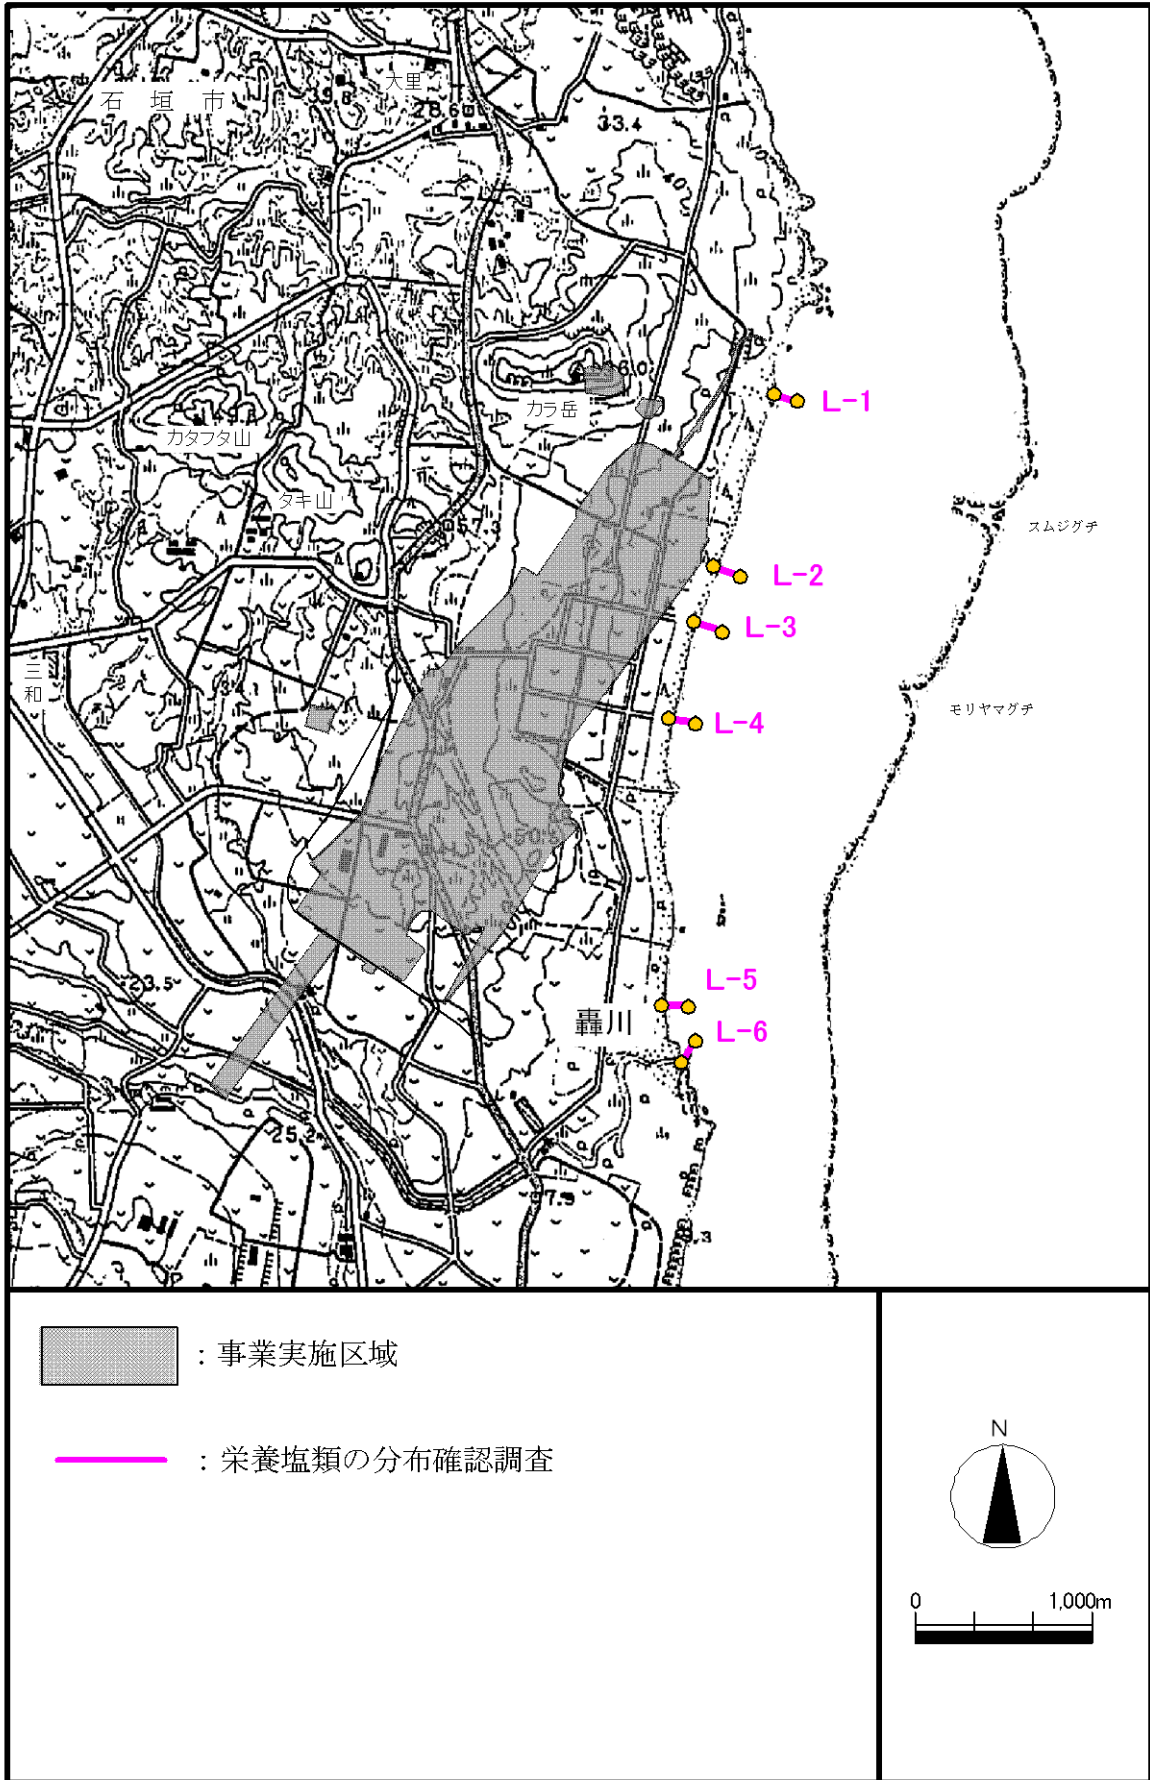 石垣市
大里
33.4
カラ岳
L-1
カタフタ山
タキ山
スムジグチ
L-2
L-3
三和
モリヤマグチ
L-4
23.5
L-5
轟川
L-6
25.2
: 事業実施区域
: 栄養塩類の分布確認調査
N
0 1,000m